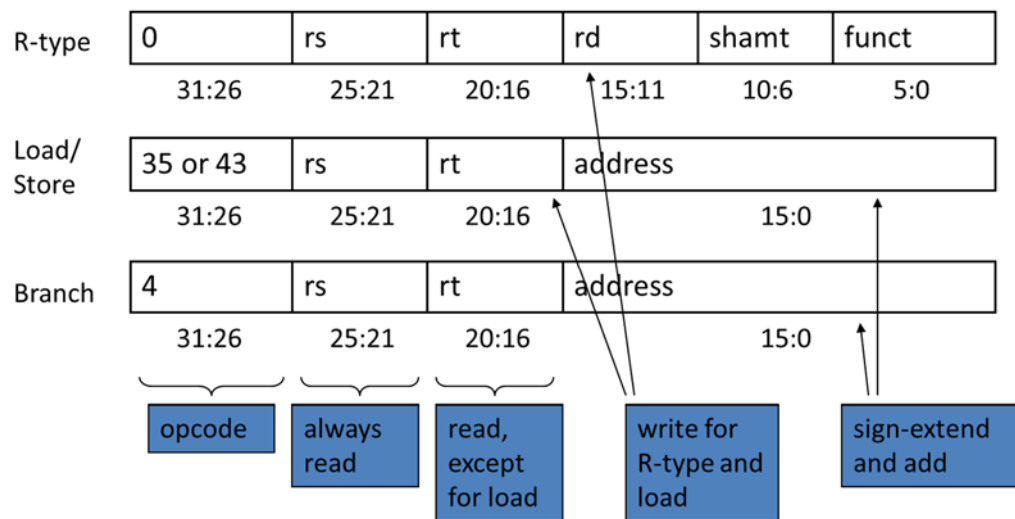 R-type 0 rs rt rd shamt funct
31:26 25:21 20:16 15:11 10:6 5:0
Load/
Store
35 or 43 rs rt address
31:26 25:21 20:16 15:0
Branch 4 rs rt address
31:26 25:21 20:16 15:0
opcode
always
read
read,
except
for load
write for
R-type and
load
sign-extend
and add